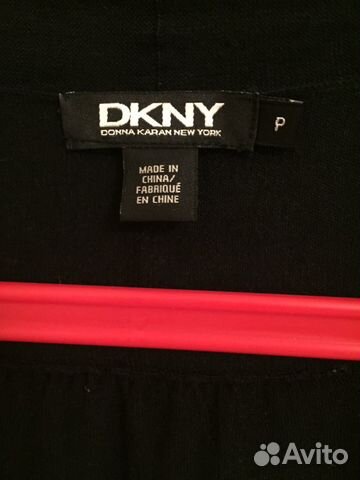 DKNY
DONNA KARAN NEW YORK
P
MADE IN
CHINA/
FABRIQUÉ
EN CHINE
Avito